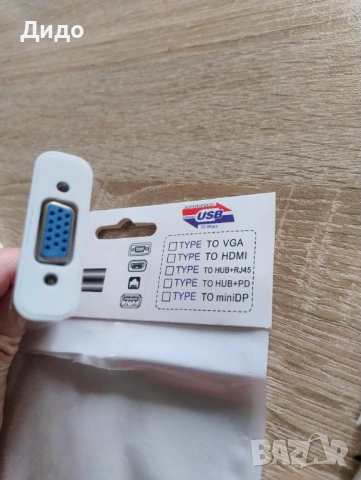 Дидо
USB
TYPE TO VGA
TYPE TO HDMI
TYPE TO HUB+RJ45
TYPE TO HUB+PD
TYPE TO miniDP
BAZAR